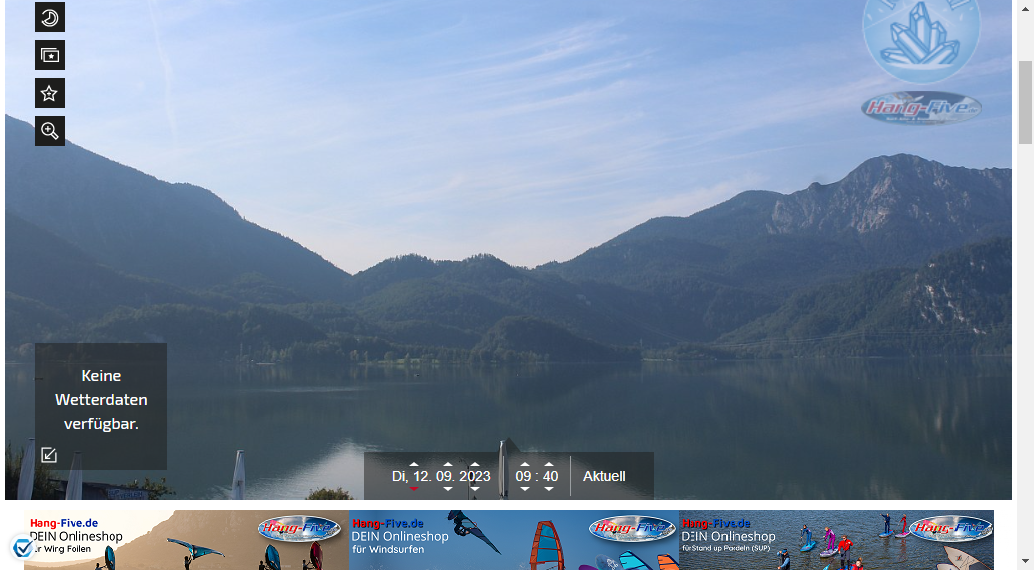 Hang-Five
Keine
Wetterdaten
verfügbar.
Di, 12. 09. 2023 09 : 40 Aktuell
Hang-Five.de
DEIN Onlineshop
für Wing Foilen
Hang-Five
Hang-Five.de
DEIN Onlineshop
für Windsurfen
Hang-Five
Hang-Five.de
DEIN Onlineshop
für Stand up Paddeln (SUP)
Hang-Five